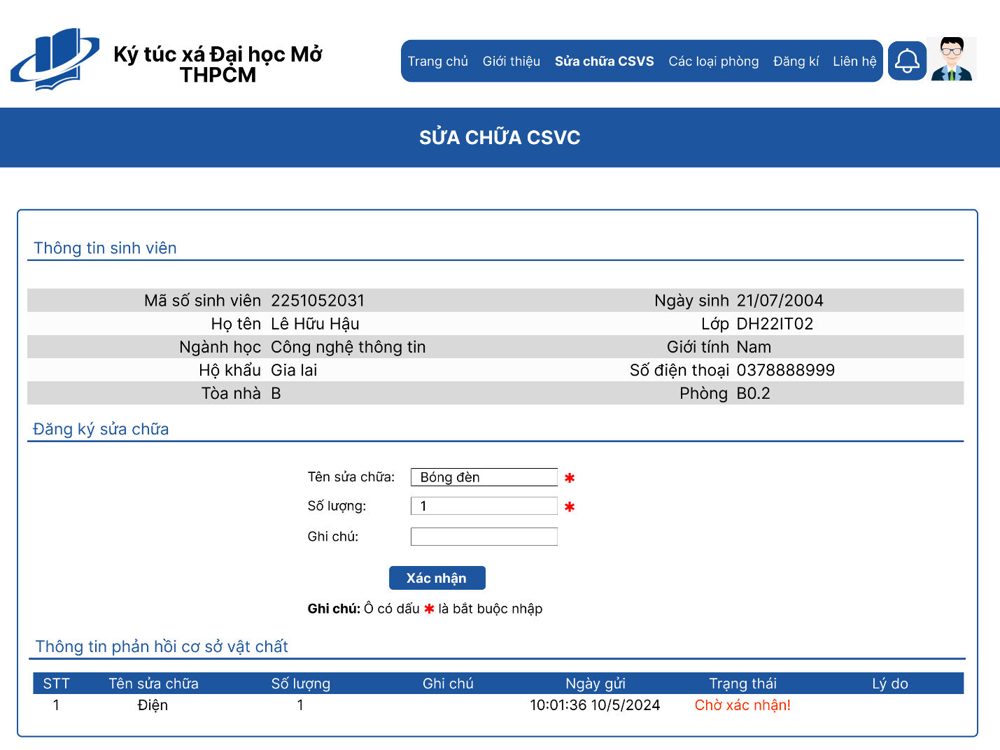 Ký túc xá Đại học Mở
THPCM
Trang chủ Giới thiệu Sửa chữa CSVS Các loại phòng Đăng kí Liên hệ
SỬA CHỮA CSVC
Thông tin sinh viên
Mã số sinh viên 2251052031 Ngày sinh 21/07/2004
Họ tên Lê Hữu Hậu Lớp DH22IT02
Ngành học Công nghệ thông tin Giới tính Nam
Hộ khẩu Gia lai Số điện thoại 0378888999
Tòa nhà B Phòng B0.2
Đăng ký sửa chữa
Tên sửa chữa: Bóng đèn *
Số lượng: 1 *
Ghi chú:
Xác nhận
Ghi chú: Ô có dấu * là bắt buộc nhập
Thông tin phản hồi cơ sở vật chất
STT Tên sửa chữa Số lượng Ghi chú Ngày gửi Trạng thái Lý do
1 Điện 1 10:01:36 10/5/2024 Chờ xác nhận!